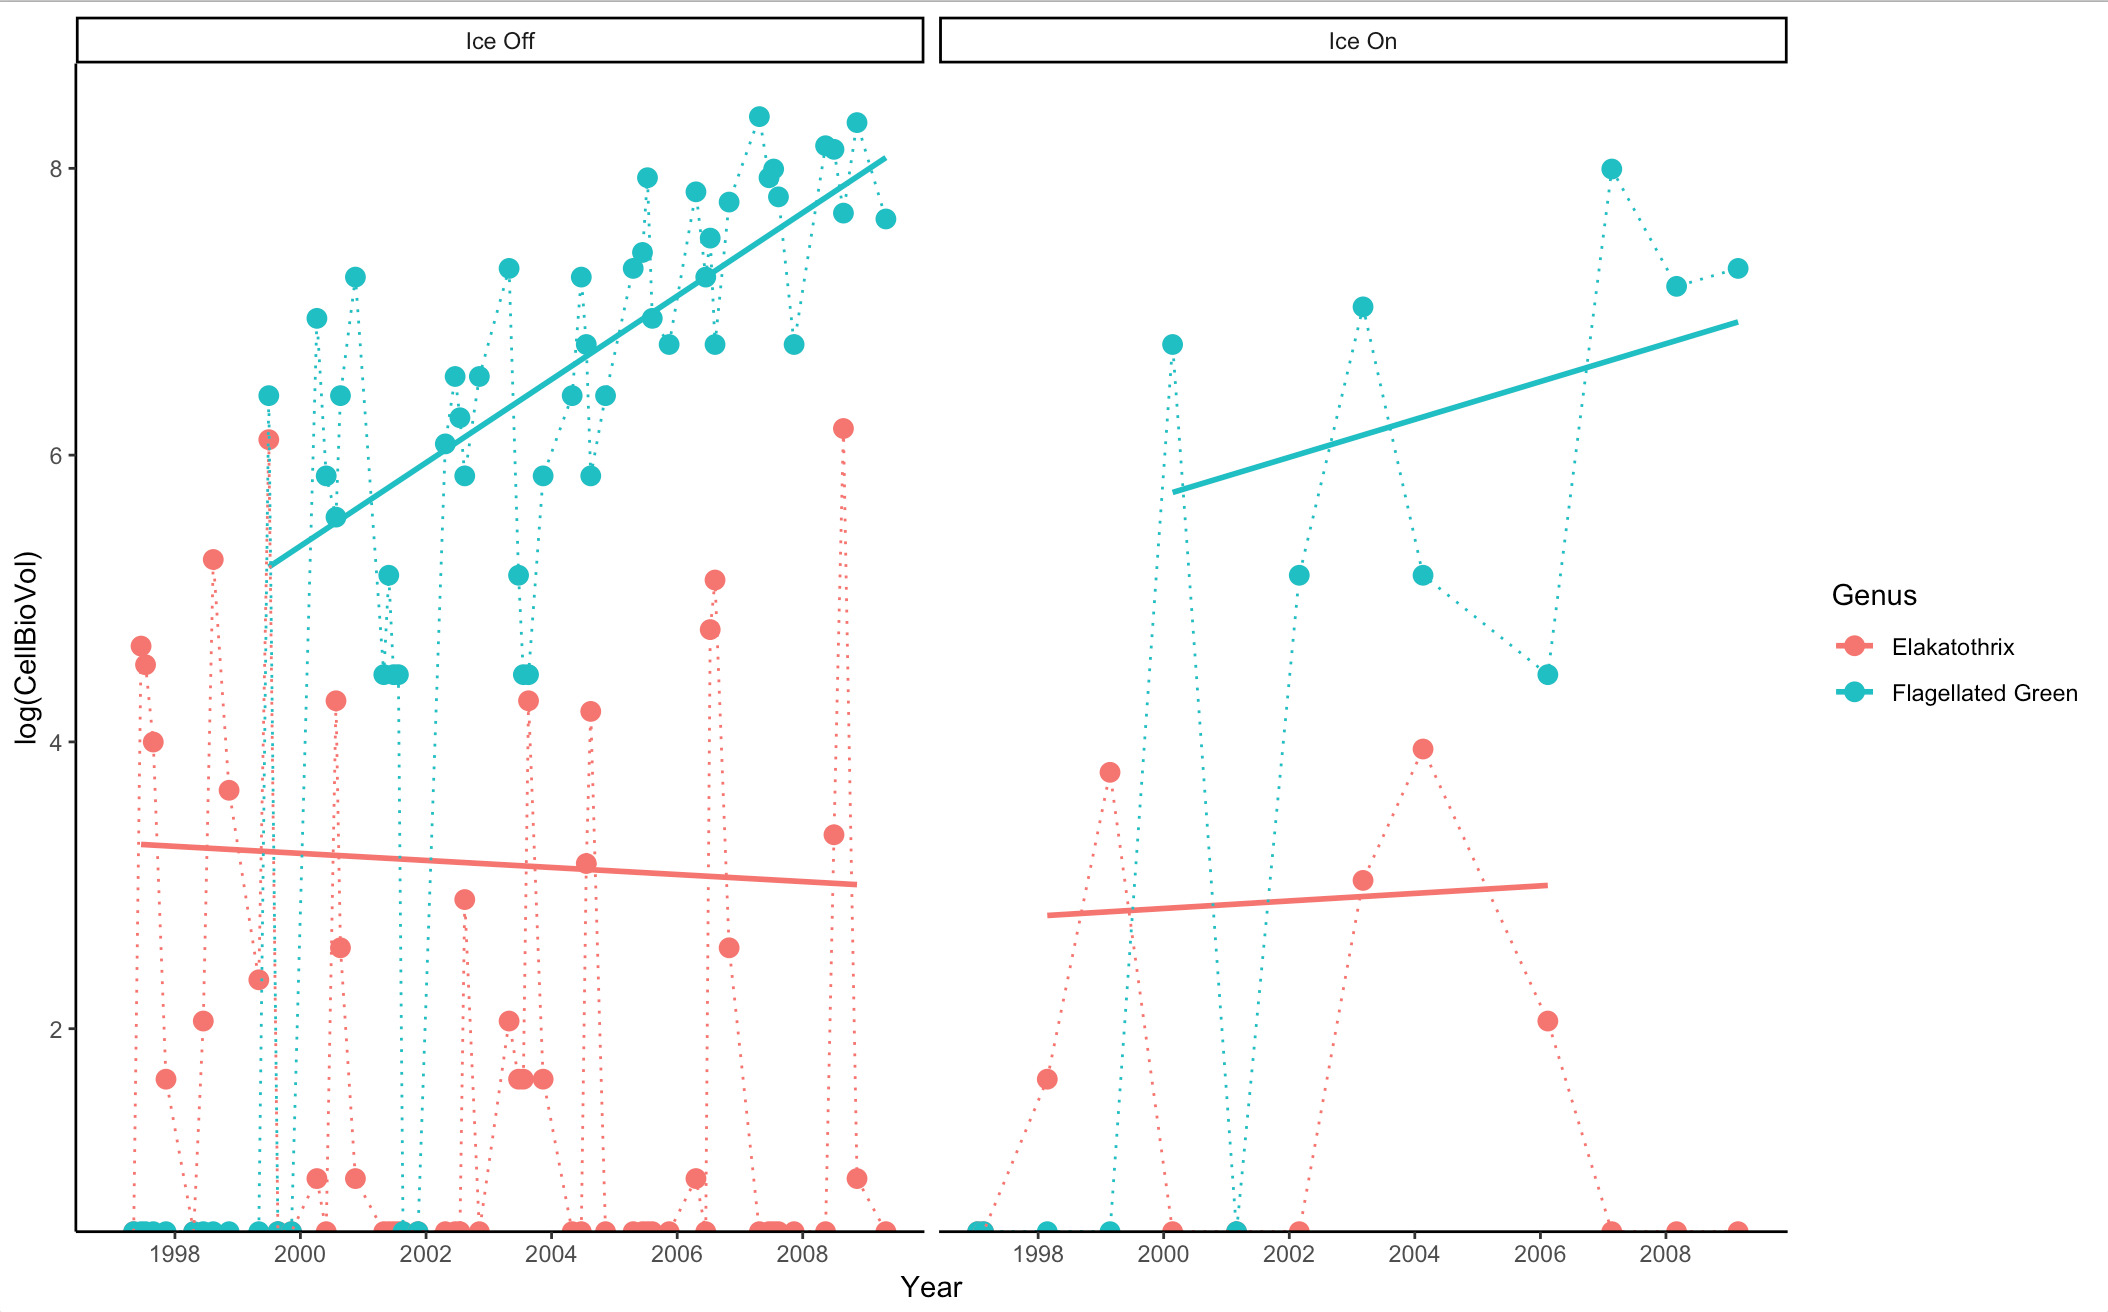 Ice Off
Ice On
8
6
4
2
log(CellBioVol)
1998 2000 2002 2004 2006 2008
1998 2000 2002 2004 2006 2008
Year
Genus
Elakatothrix
Flagellated Green